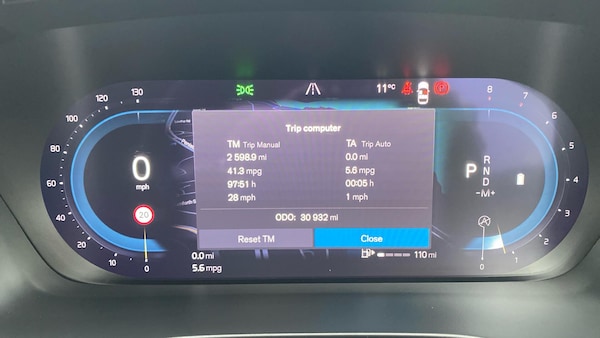 11°C
120 130
100
80
60
40
20
10
0
0
mph
20
0.0 mi
5.6 mpg
Trip computer
TM Trip Manual TA Trip Auto
2 598.9 mi 0.0 mi
41.3 mpg 5.6 mpg
97:51 h 00:05 h
28 mph 1 mph
ODO: 30 932 mi
Reset TM Close
110 mi
P R
N
D
-M+
A
8
7
6
5
4
3
2
1
0